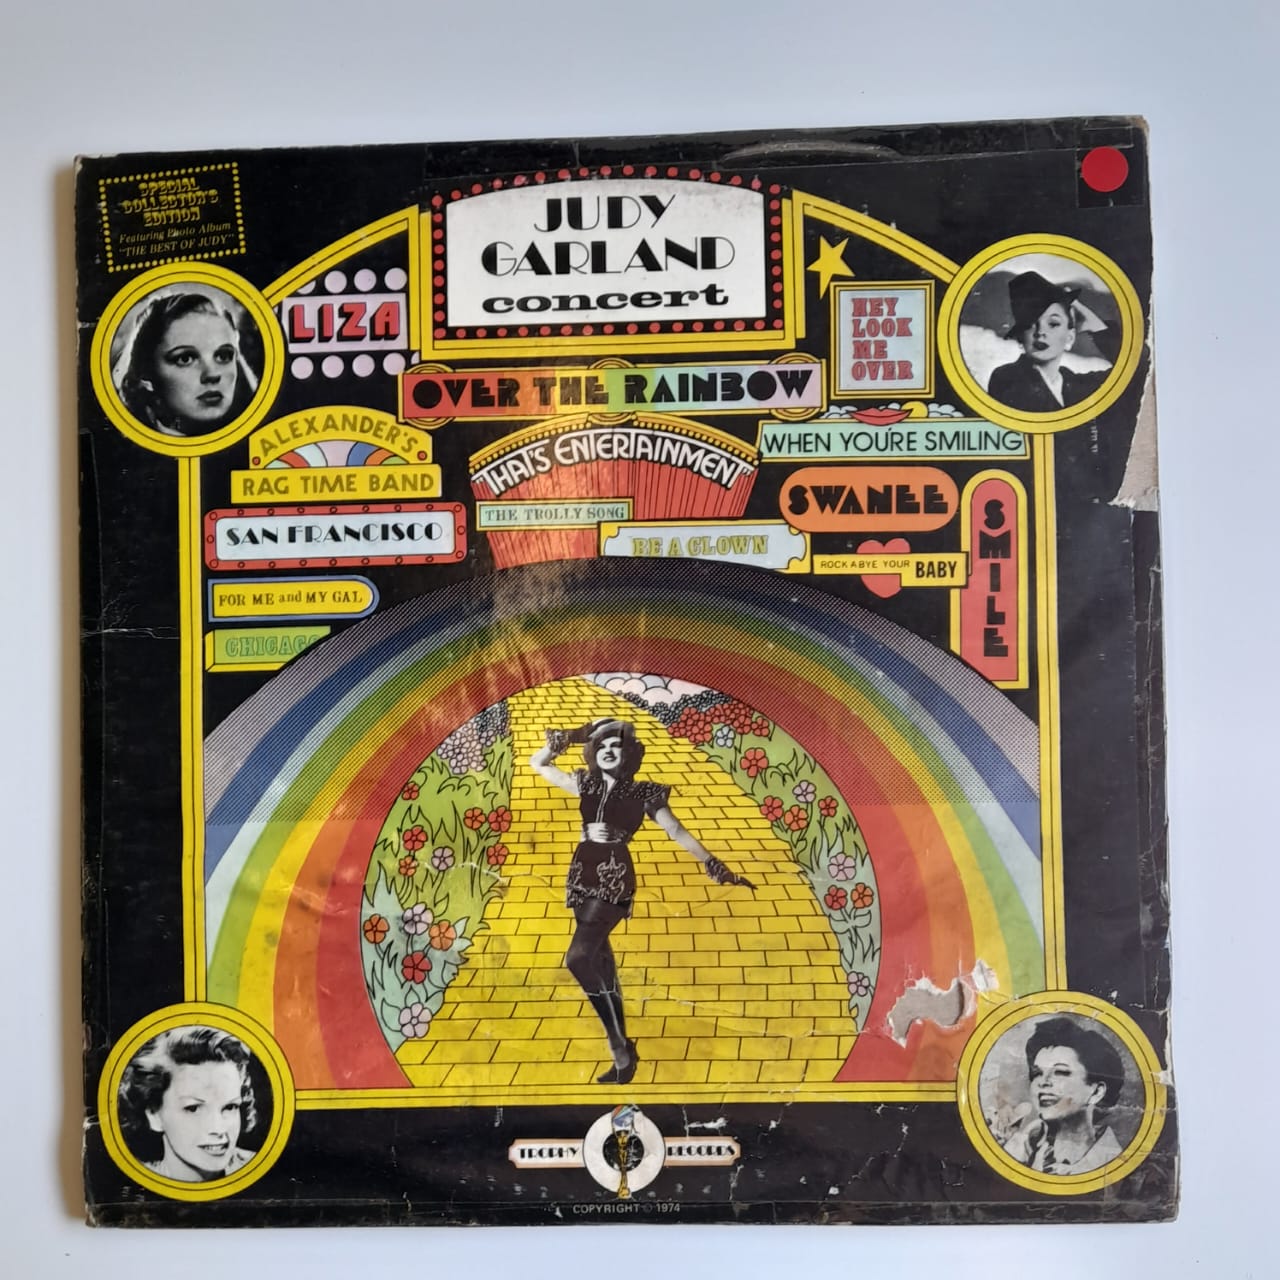 SPECIAL
COLLECTOR'S
EDITION
Featuring Photo Album
"THE BEST OF JUDY"
JUDY
GARLAND
concert
LIZA
HEY
LOOK
ME
OVER
OVER THE RAINBOW
ALEXANDER'S
RAG TIME BAND
"THAT'S ENTERTAINMENT"
WHEN YOU'RE SMILING
SAN FRANCISCO
THE TROLLY SONG
SWANEE
SMILE
BE A CLOWN
ROCK A BYE YOUR BABY
FOR ME and MY GAL
CHICAGO
TROPHY RECORDS
COPYRIGHT © 1974